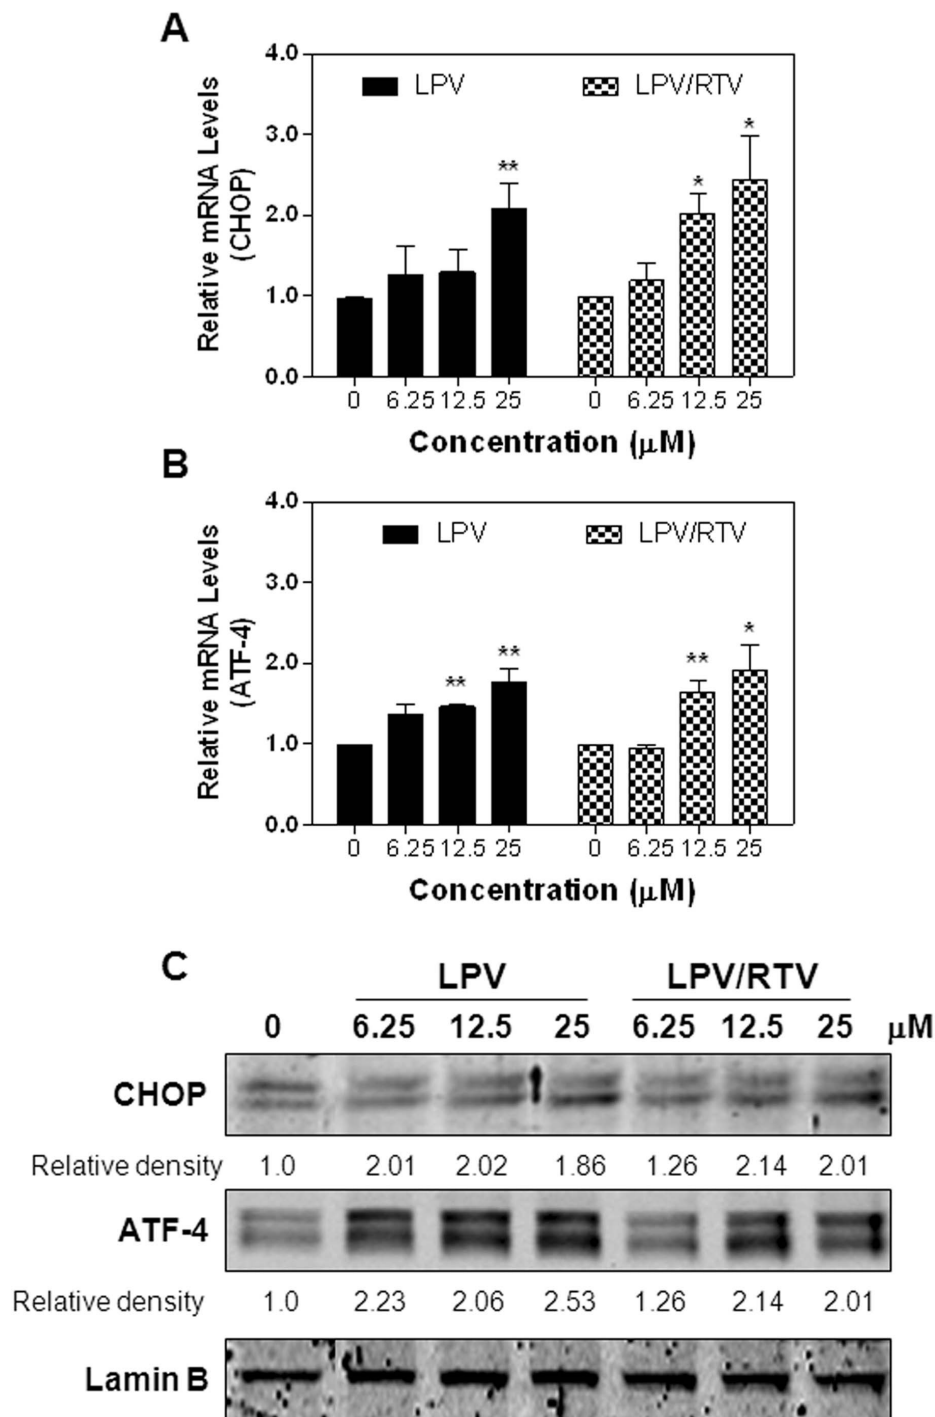 A
4.0
LPV
LPV/RTV
3.0
2.0
1.0
0.0
Relative mRNA Levels
(CHOP)
**
*
*
0 6.25 12.5 25 0 6.25 12.5 25
Concentration (μM)
B
4.0
LPV
LPV/RTV
3.0
2.0
1.0
0.0
Relative mRNA Levels
(ATF-4)
**
**
**
*
0 6.25 12.5 25 0 6.25 12.5 25
Concentration (μM)
C
LPV LPV/RTV
0 6.25 12.5 25 6.25 12.5 25 μM
CHOP
Relative density 1.0 2.01 2.02 1.86 1.26 2.14 2.01
ATF-4
Relative density 1.0 2.23 2.06 2.53 1.26 2.14 2.01
Lamin B